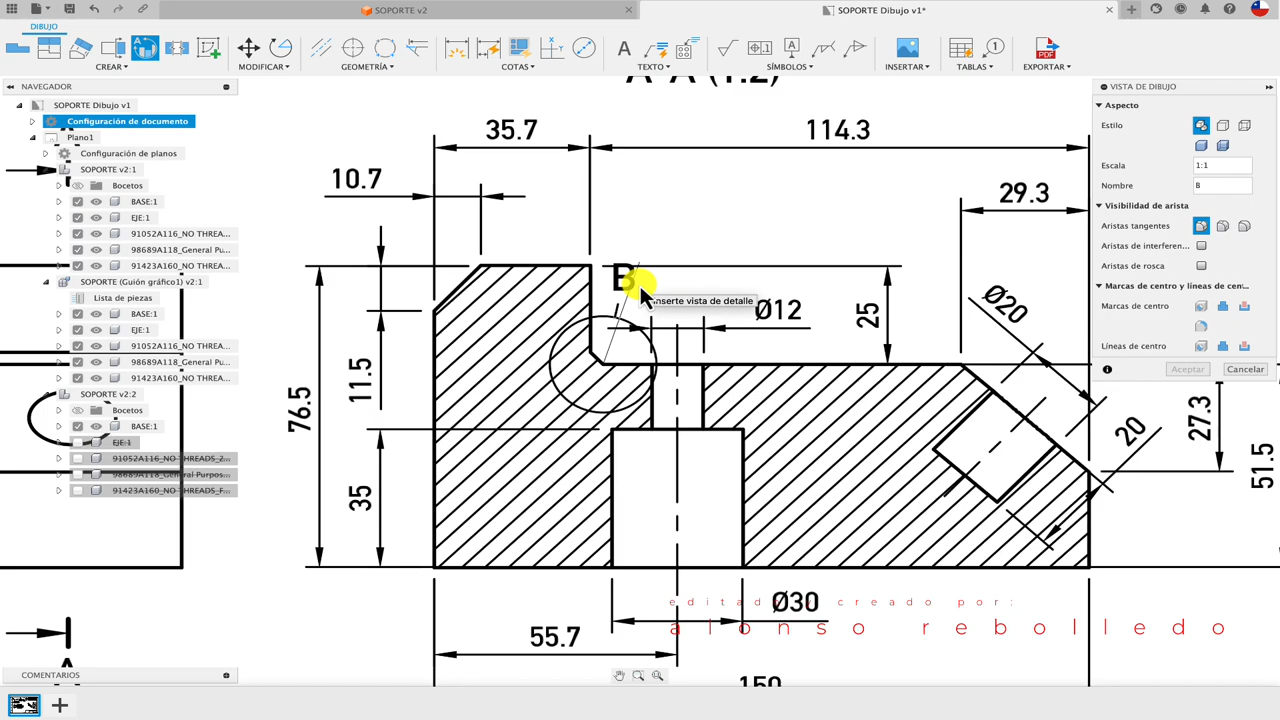 SOPORTE v2
SOPORTE Dibujo v1*
DIBUJO
CREAR
MODIFICAR
GEOMETRÍA
COTAS
TEXTO
SÍMBOLOS
INSERTAR
TABLAS
EXPORTAR
PDF
NAVEGADOR
SOPORTE Dibujo v1
Configuración de documento
Plano1
Configuración de planos
SOPORTE v2:1
Bocetos
BASE:1
EJE:1
91052A116_NO THREA...
98689A118_General Pu...
91423A160_NO THREA...
SOPORTE (Guión gráfico1) v2:1
Lista de piezas
BASE:1
EJE:1
91052A116_NO THREA...
98689A118_General Pu...
91423A160_NO THREA...
SOPORTE v2:2
Bocetos
BASE:1
EJE:1
91052A116_NO THREADS_2...
98689A118_General Purpos...
91423A160_NO THREADS_F...
COMENTARIOS
A-A (1:2)
35.7
114.3
10.7
29.3
B
Inserte vista de detalle
Ø12
25
Ø20
11.5
76.5
35
20
27.3
51.5
Ø30
55.7
150
A
editado y creado por:
alonso rebolledo
VISTA DE DIBUJO
Aspecto
Estilo
Escala
1:1
Nombre
8
Visibilidad de arista
Aristas tangentes
Aristas de interferen...
Aristas de rosca
Marcas de centro y líneas de cen...
Marcas de centro
Líneas de centro
Aceptar
Cancelar